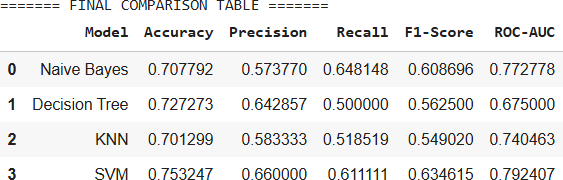 ======= FINAL COMPARISON TABLE =======
Model Accuracy Precision Recall F1-Score ROC-AUC
0 Naive Bayes 0.707792 0.573770 0.648148 0.608696 0.772778
1 Decision Tree 0.727273 0.642857 0.500000 0.562500 0.675000
2 KNN 0.701299 0.583333 0.518519 0.549020 0.740463
3 SVM 0.753247 0.660000 0.611111 0.634615 0.792407